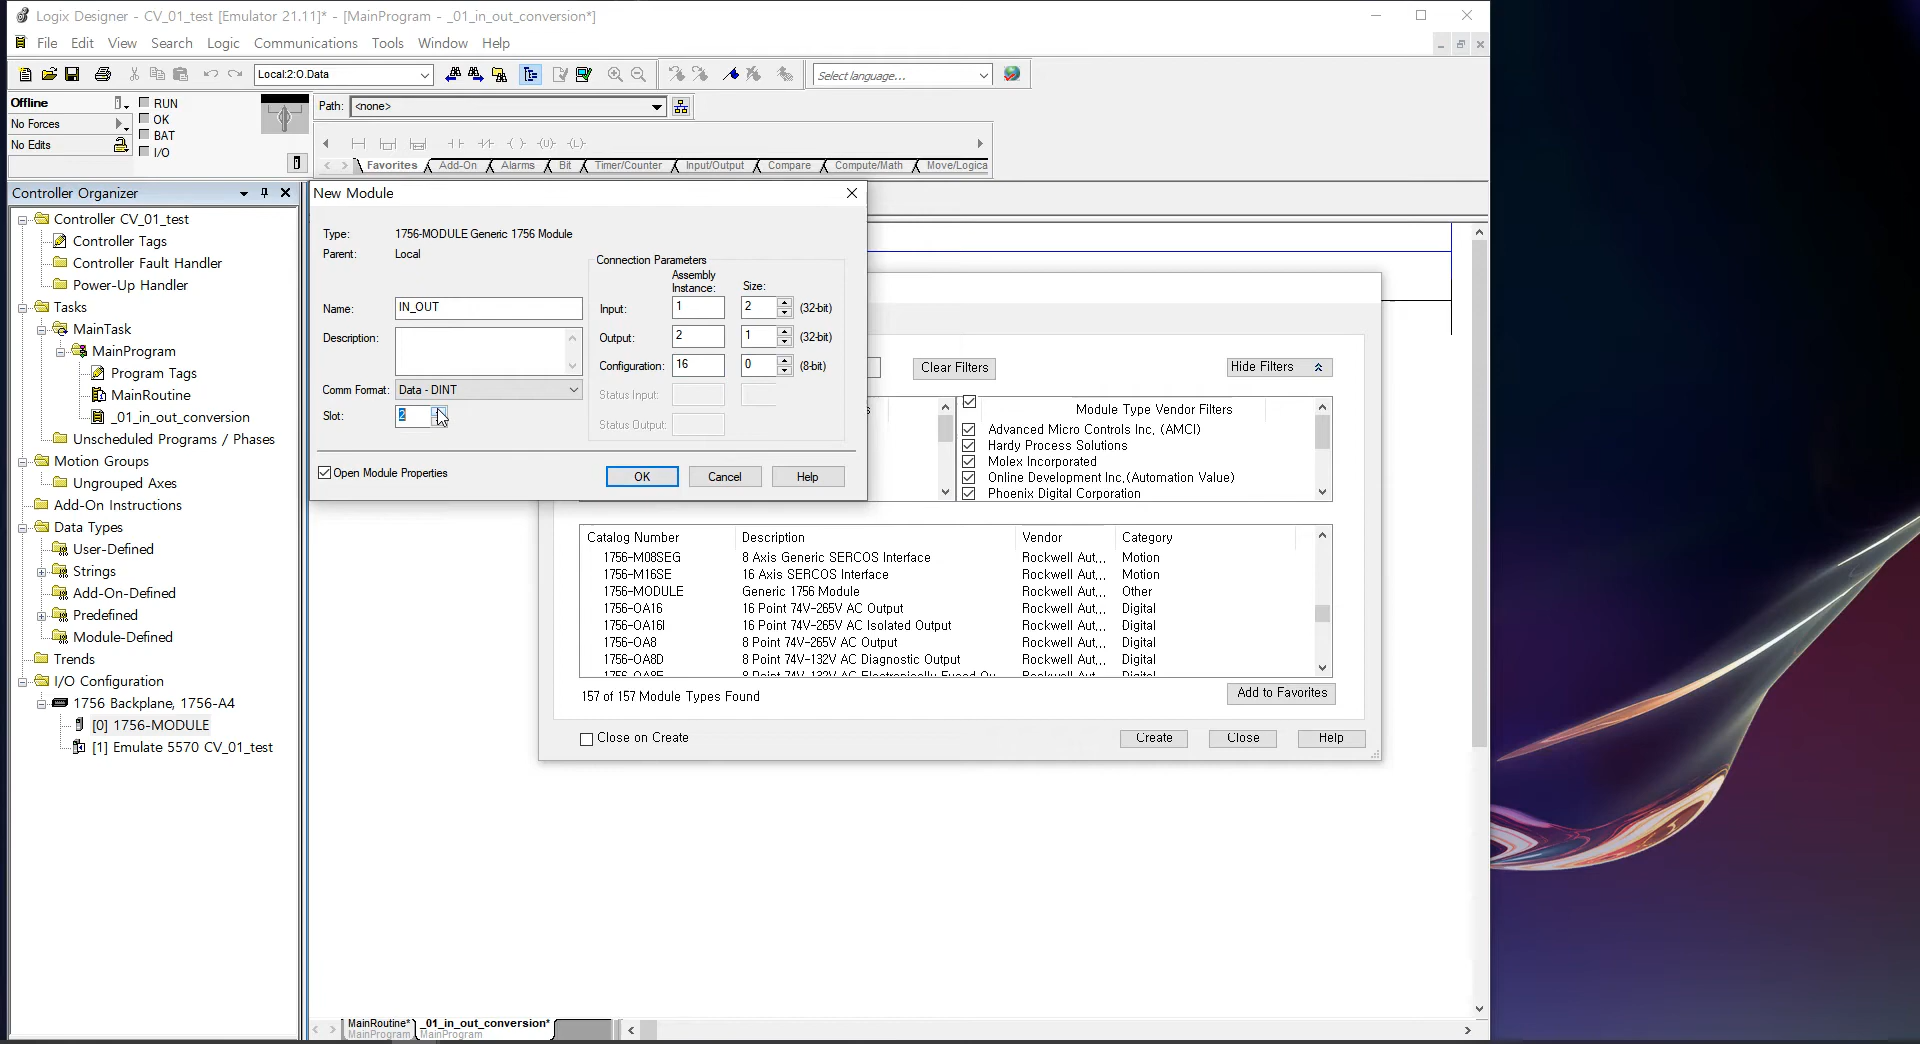 Logix Designer - CV_01_test [Emulator 21.11]* - [MainProgram - _01_in_out_conversion*]
File Edit View Search Logic Communications Tools Window Help
Local:2:O.Data
Select language...
Offline
RUN
No Forces
OK
No Edits
BAT
I/O
Path: <none>
Favorites Add-On Alarms Bit Timer/Counter Input/Output Compare Compute/Math Move/Logica
Controller Organizer
Controller CV_01_test
Controller Tags
Controller Fault Handler
Power-Up Handler
Tasks
MainTask
MainProgram
Program Tags
MainRoutine
_01_in_out_conversion
Unscheduled Programs / Phases
Motion Groups
Ungrouped Axes
Add-On Instructions
Data Types
User-Defined
Strings
Add-On-Defined
Predefined
Module-Defined
Trends
I/O Configuration
1756 Backplane, 1756-A4
[0] 1756-MODULE
[1] Emulate 5570 CV_01_test
New Module
Type: 1756-MODULE Generic 1756 Module
Parent: Local
Name: IN_OUT
Description:
Comm Format: Data - DINT
Slot: 2
Connection Parameters
Assembly Instance:
Size:
Input: 1 2 (32-bit)
Output: 2 1 (32-bit)
Configuration: 16 0 (8-bit)
Status Input:
Status Output:
Open Module Properties
OK Cancel Help
Clear Filters
Hide Filters
Module Type Vendor Filters
Advanced Micro Controls Inc. (AMCI)
Hardy Process Solutions
Molex Incorporated
Online Development Inc.(Automation Value)
Phoenix Digital Corporation
Catalog Number Description Vendor Category
1756-M08SEG 8 Axis Generic SERCOS Interface Rockwell Aut... Motion
1756-M16SE 16 Axis SERCOS Interface Rockwell Aut... Motion
1756-MODULE Generic 1756 Module Rockwell Aut... Other
1756-OA16 16 Point 74V-265V AC Output Rockwell Aut... Digital
1756-OA16I 16 Point 74V-265V AC Isolated Output Rockwell Aut... Digital
1756-OA8 8 Point 74V-265V AC Output Rockwell Aut... Digital
1756-OA8D 8 Point 74V-132V AC Diagnostic Output Rockwell Aut... Digital
1756-OA8E 8 Point 74V-132V AC Electronically Fused Ou... Rockwell Aut... Digital
157 of 157 Module Types Found
Add to Favorites
Close on Create
Create Close Help
MainRoutine* _01_in_out_conversion*
MainProgram MainProgram